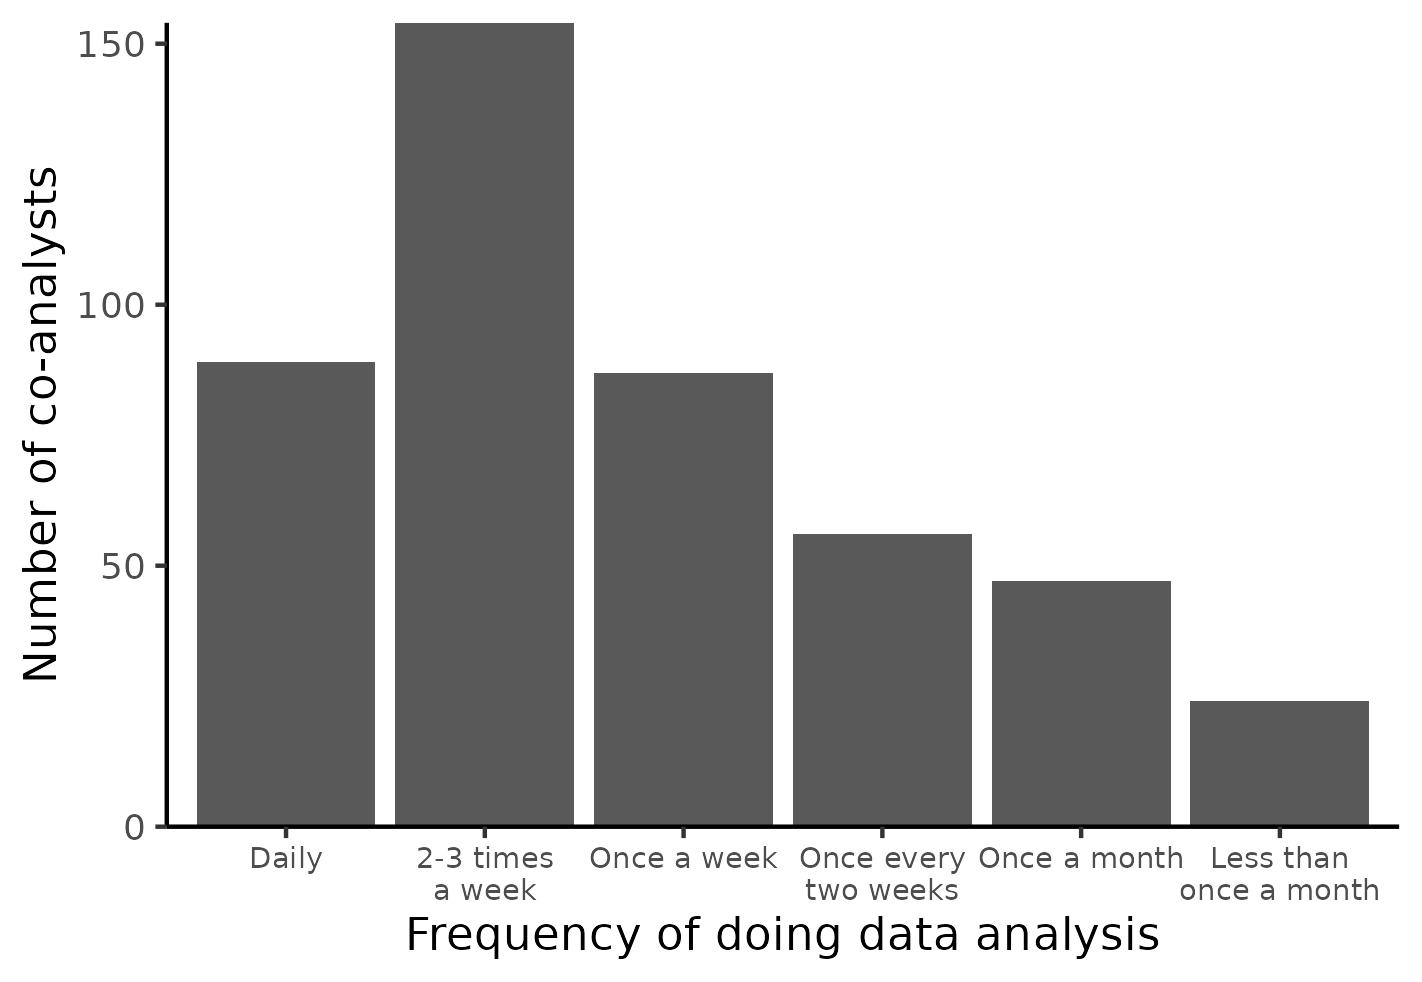 Number of co-analysts
150
100
50
0
Daily
2-3 times
a week
Once a week
Once every
two weeks
Once a month
Less than
once a month
Frequency of doing data analysis